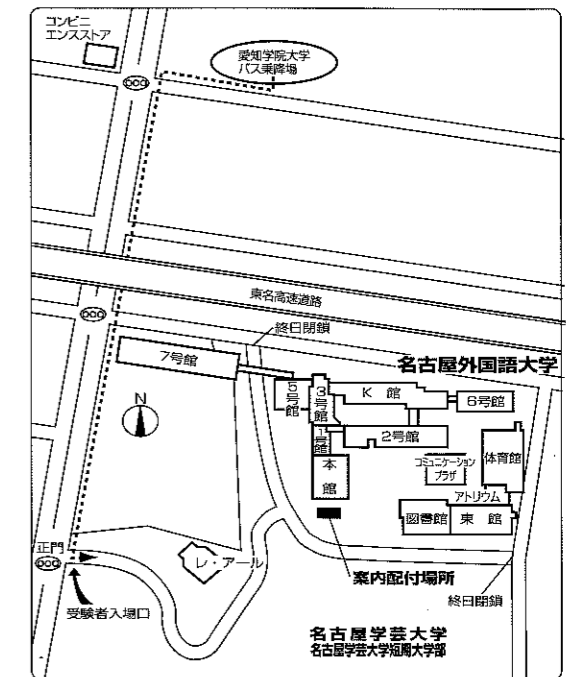 コンビニ
エンスストア
愛知学院大学
バス乗降場
東名高速道路
終日閉鎖
7号館
名古屋外国語大学
5号館
3号館
K 館
6号館
N
1号館
2号館
本館
コミュニケーション
プラザ
体育館
アトリウム
図書館
東 館
正門
レ・アール
案内配付場所
受験者入場口
終日閉鎖
名古屋学芸大学
名古屋学芸大学短期大学部